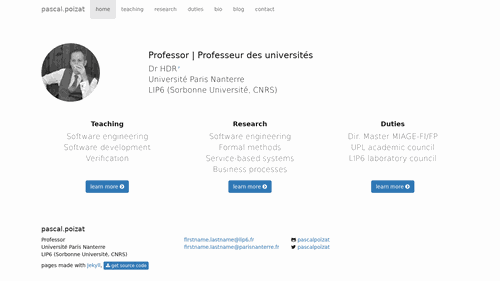 pascal.poizat home teaching research duties bio blog contact
Professor | Professeur des universités
Dr HDR*
Université Paris Nanterre
LIP6 (Sorbonne Université, CNRS)
Teaching
Software engineering
Software development
Verification
learn more
Research
Software engineering
Formal methods
Service-based systems
Business processes
learn more
Duties
Dir. Master MIAGE-FI/FP
UPL academic council
LIP6 laboratory council
learn more
pascal.poizat
Professor
Université Paris Nanterre
LIP6 (Sorbonne Université, CNRS)
firstname.lastname@lip6.fr
firstname.lastname@parisnanterre.fr
pascalpoizat
pascalpoizat
pages made with Jekyll, get source code